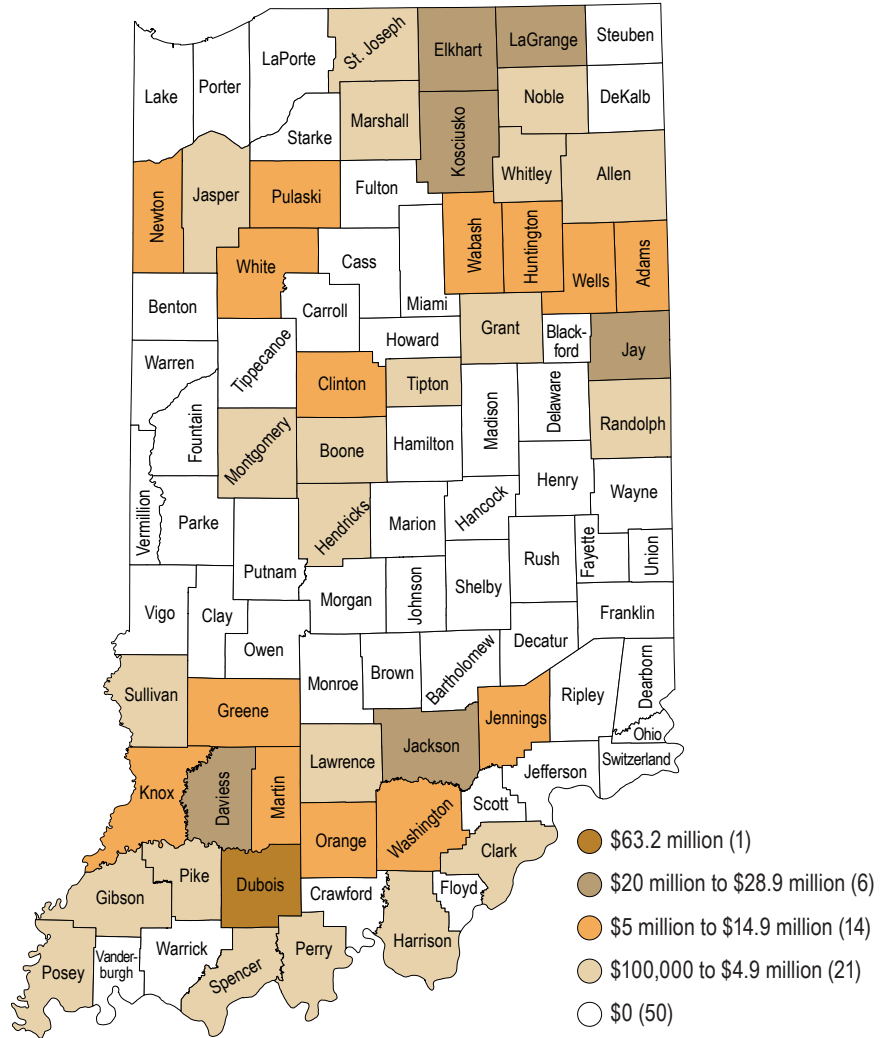 St. Joseph
Elkhart
LaGrange
Steuben
LaPorte
Porter
Lake
Noble
DeKalb
Marshall
Kosciusko
Starke
Whitley
Allen
Newton
Jasper
Pulaski
Fulton
Wabash
Huntington
Wells
Adams
White
Cass
Miami
Benton
Carroll
Howard
Grant
Black-
ford
Jay
Warren
Tippecanoe
Clinton
Tipton
Madison
Delaware
Randolph
Fountain
Montgomery
Boone
Hamilton
Henry
Wayne
Vermillion
Parke
Hendricks
Marion
Hancock
Putnam
Rush
Fayette
Union
Vigo
Clay
Morgan
Johnson
Shelby
Franklin
Owen
Decatur
Sullivan
Monroe
Brown
Bartholomew
Dearborn
Greene
Jennings
Ripley
Ohio
Knox
Daviess
Martin
Lawrence
Jackson
Switzerland
Jefferson
Scott
Orange
Washington
Clark
Gibson
Pike
Dubois
Crawford
Floyd
Harrison
Posey
Vander-
burgh
Warrick
Spencer
Perry
$63.2 million (1)
$20 million to $28.9 million (6)
$5 million to $14.9 million (14)
$100,000 to $4.9 million (21)
$0 (50)